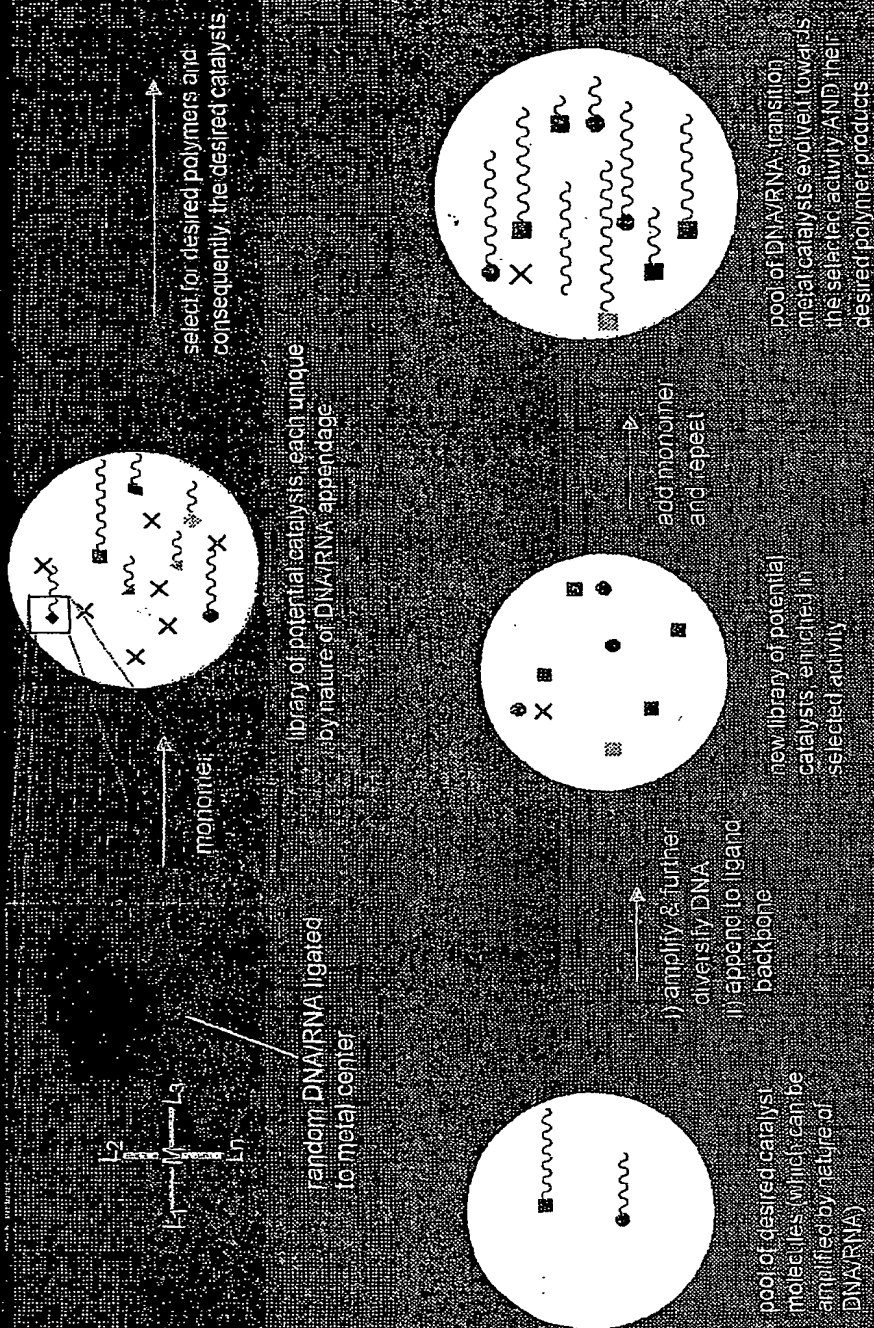 L2
L1
M
L3
Ln
random DNA/RNA ligated
to metal center
monomer
library of potential catalysts, each unique
by nature of DNA/RNA appendage
select for desired polymers and
consequently, the desired catalysts
pool of desired catalyst
molecules (which can be
amplified by nature of
DNA/RNA)
i) amplify & further
diversify DNA
ii) append to ligand
backbone
new library of potential
catalysts, enriched in
selected activity
add monomer
and repeat
pool of DNA/RNA-transition
metal catalysts evolved towards
the selected activity AND their
desired polymer products